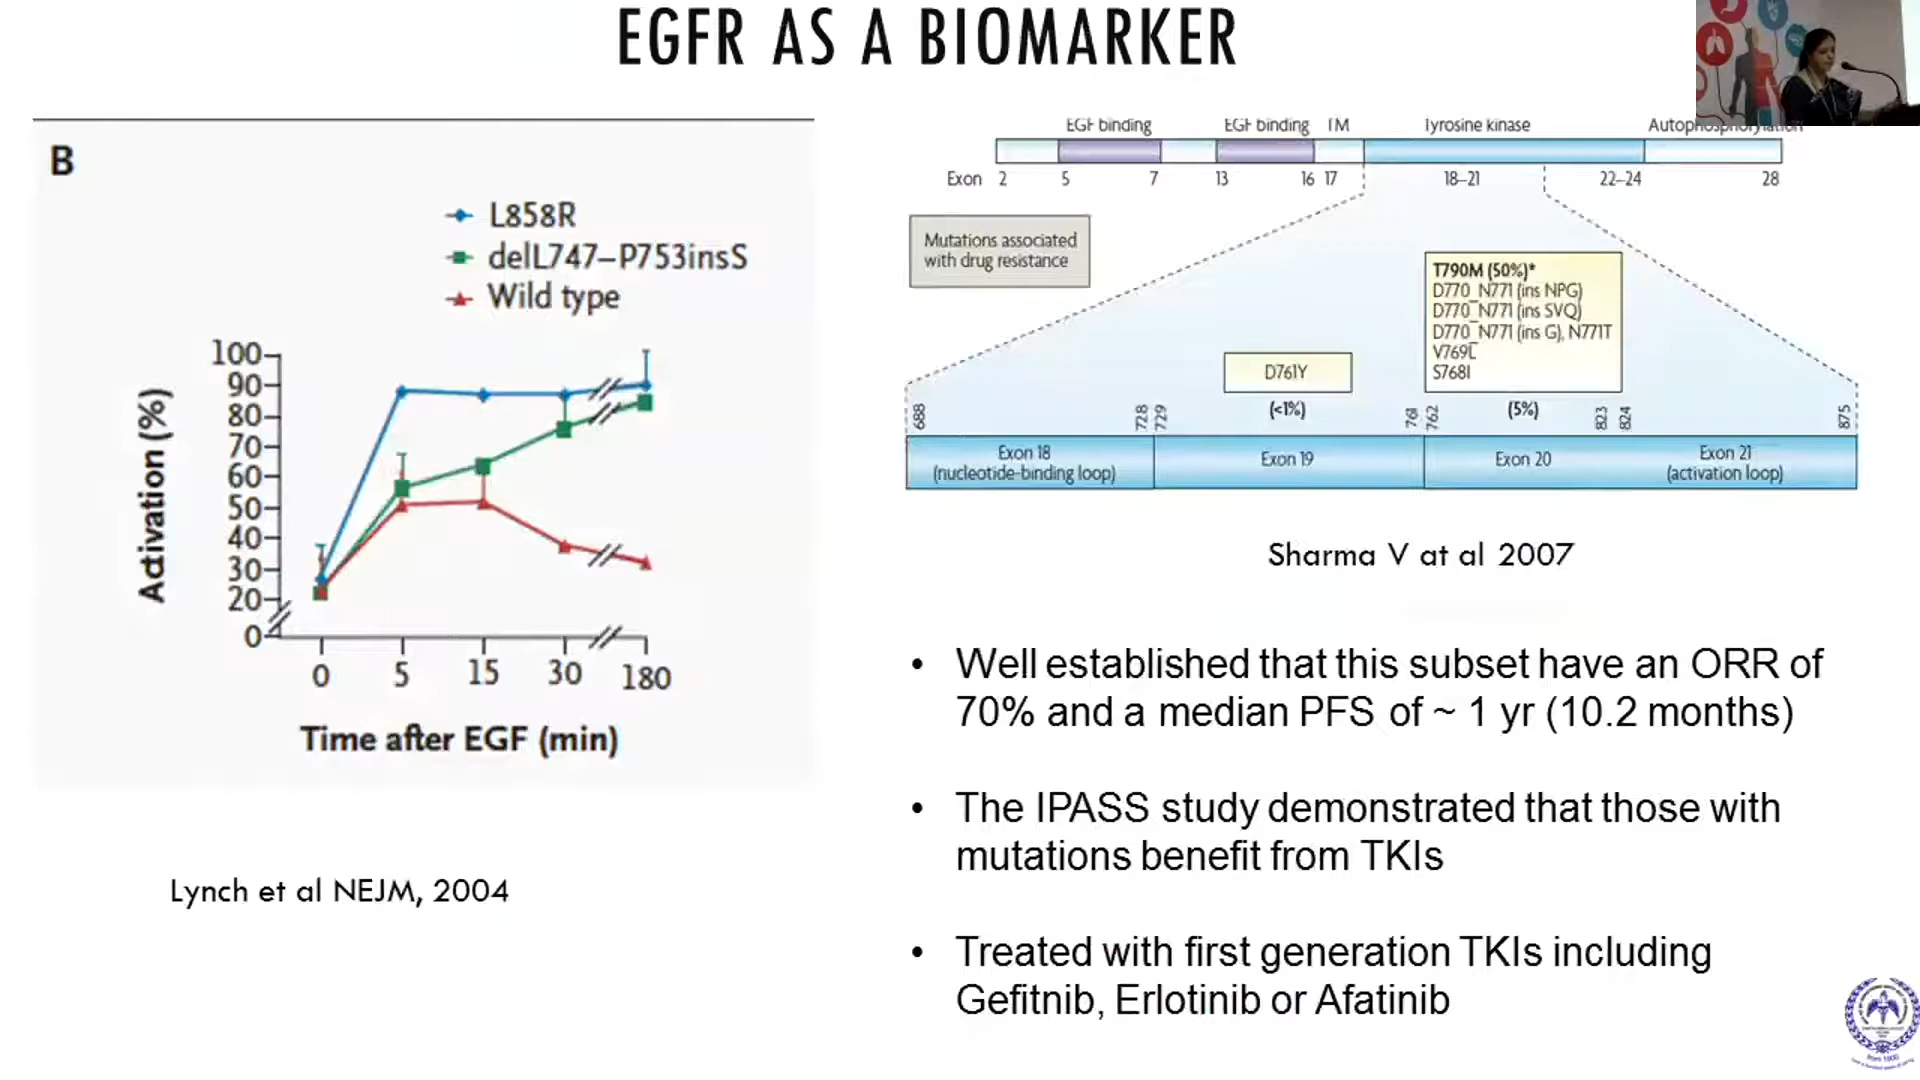 EGFR AS A BIOMARKER
B
L858R
delL747–P753insS
Wild type
100
90
80
70
60
50
40
30
20
0
Activation (%)
0 5 15 30 180
Time after EGF (min)
Lynch et al NEJM, 2004
EGF binding EGF binding TM Tyrosine kinase Autophosphorylation
Exon 2 5 7 13 16 17 18–21 22–24 28
Mutations associated
with drug resistance
T790M (50%)*
D770_N771 (ins NPG)
D770_N771 (ins SVQ)
D770_N771 (ins G), N771T
V769L
S768I
D761Y
(<1%) (5%)
688 728 729 761 762 823 824 875
Exon 18
(nucleotide-binding loop)
Exon 19
Exon 20
Exon 21
(activation loop)
Sharma V at al 2007
• Well established that this subset have an ORR of
70% and a median PFS of ~ 1 yr (10.2 months)
• The IPASS study demonstrated that those with
mutations benefit from TKIs
• Treated with first generation TKIs including
Gefitnib, Erlotinib or Afatinib